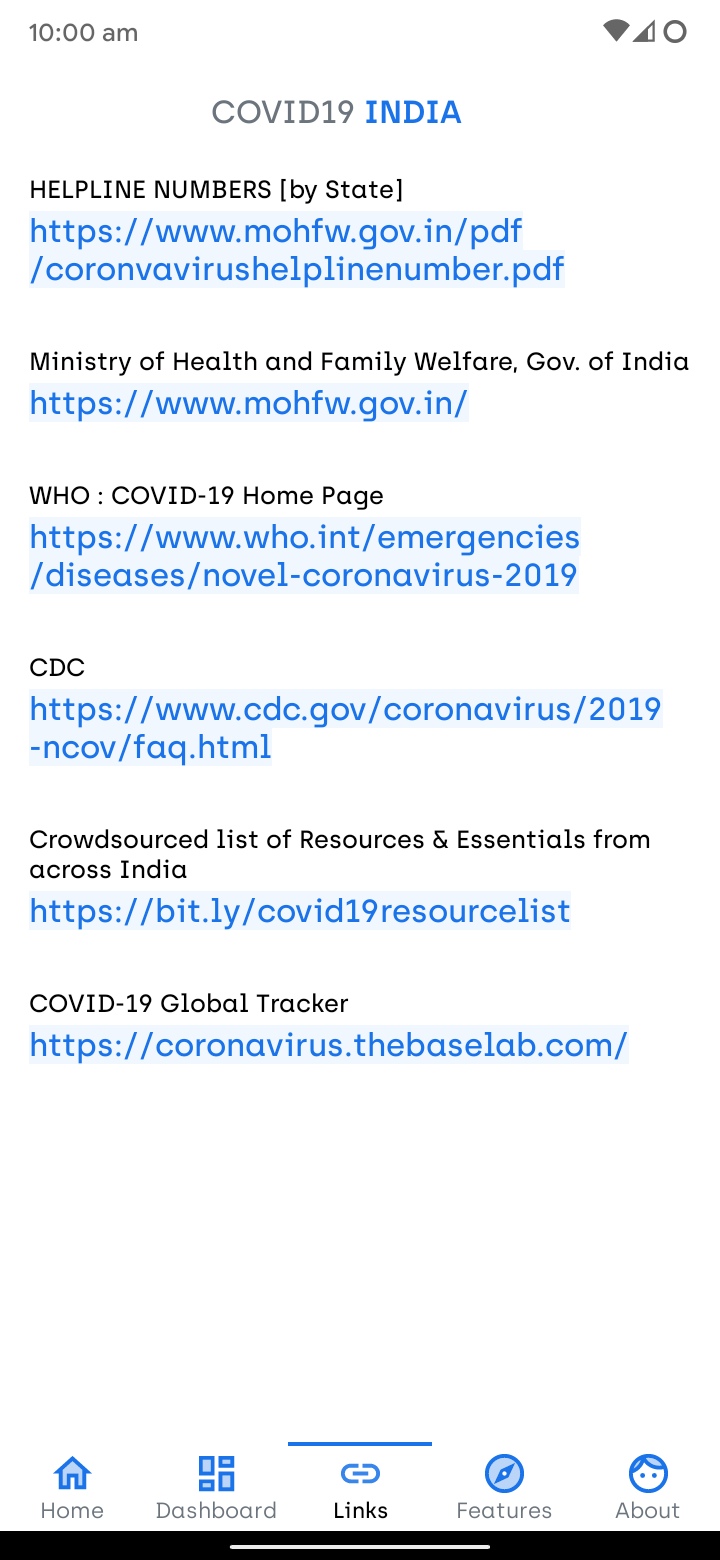 10:00 am
COVID19 INDIA
HELPLINE NUMBERS [by State]
https://www.mohfw.gov.in/pdf
/coronvavirushelplinenumber.pdf
Ministry of Health and Family Welfare, Gov. of India
https://www.mohfw.gov.in/
WHO : COVID-19 Home Page
https://www.who.int/emergencies
/diseases/novel-coronavirus-2019
CDC
https://www.cdc.gov/coronavirus/2019
-ncov/faq.html
Crowdsourced list of Resources & Essentials from
across India
https://bit.ly/covid19resourcelist
COVID-19 Global Tracker
https://coronavirus.thebaselab.com/
Home Dashboard Links Features About